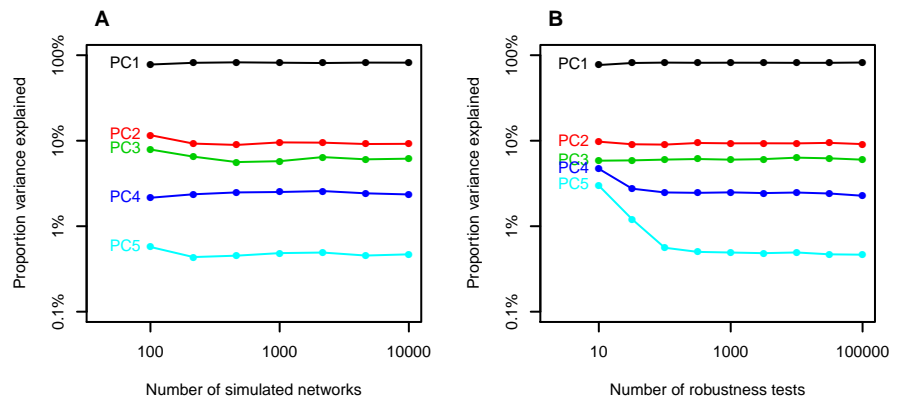 A
Proportion variance explained
100%
10%
1%
0.1%
PC1
PC2
PC3
PC4
PC5
100
1000
10000
Number of simulated networks
B
Proportion variance explained
100%
10%
1%
0.1%
PC1
PC2
PC3
PC4
PC5
10
1000
100000
Number of robustness tests